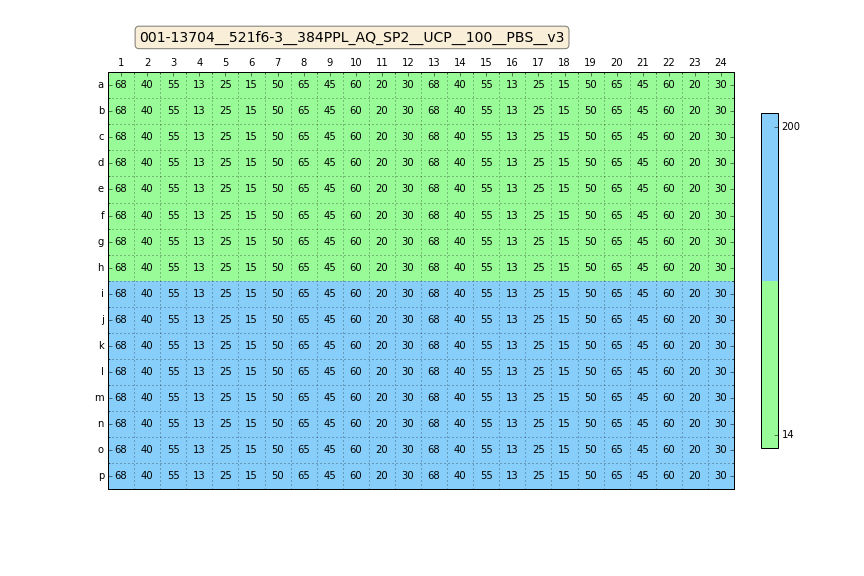 001-13704__521f6-3__384PPL_AQ_SP2__UCP__100__PBS__v3
1 2 3 4 5 6 7 8 9 10 11 12 13 14 15 16 17 18 19 20 21 22 23 24
a 68 40 55 13 25 15 50 65 45 60 20 30 68 40 55 13 25 15 50 65 45 60 20 30
b 68 40 55 13 25 15 50 65 45 60 20 30 68 40 55 13 25 15 50 65 45 60 20 30
c 68 40 55 13 25 15 50 65 45 60 20 30 68 40 55 13 25 15 50 65 45 60 20 30
d 68 40 55 13 25 15 50 65 45 60 20 30 68 40 55 13 25 15 50 65 45 60 20 30
e 68 40 55 13 25 15 50 65 45 60 20 30 68 40 55 13 25 15 50 65 45 60 20 30
f 68 40 55 13 25 15 50 65 45 60 20 30 68 40 55 13 25 15 50 65 45 60 20 30
g 68 40 55 13 25 15 50 65 45 60 20 30 68 40 55 13 25 15 50 65 45 60 20 30
h 68 40 55 13 25 15 50 65 45 60 20 30 68 40 55 13 25 15 50 65 45 60 20 30
i 68 40 55 13 25 15 50 65 45 60 20 30 68 40 55 13 25 15 50 65 45 60 20 30
j 68 40 55 13 25 15 50 65 45 60 20 30 68 40 55 13 25 15 50 65 45 60 20 30
k 68 40 55 13 25 15 50 65 45 60 20 30 68 40 55 13 25 15 50 65 45 60 20 30
l 68 40 55 13 25 15 50 65 45 60 20 30 68 40 55 13 25 15 50 65 45 60 20 30
m 68 40 55 13 25 15 50 65 45 60 20 30 68 40 55 13 25 15 50 65 45 60 20 30
n 68 40 55 13 25 15 50 65 45 60 20 30 68 40 55 13 25 15 50 65 45 60 20 30
o 68 40 55 13 25 15 50 65 45 60 20 30 68 40 55 13 25 15 50 65 45 60 20 30
p 68 40 55 13 25 15 50 65 45 60 20 30 68 40 55 13 25 15 50 65 45 60 20 30
200
14